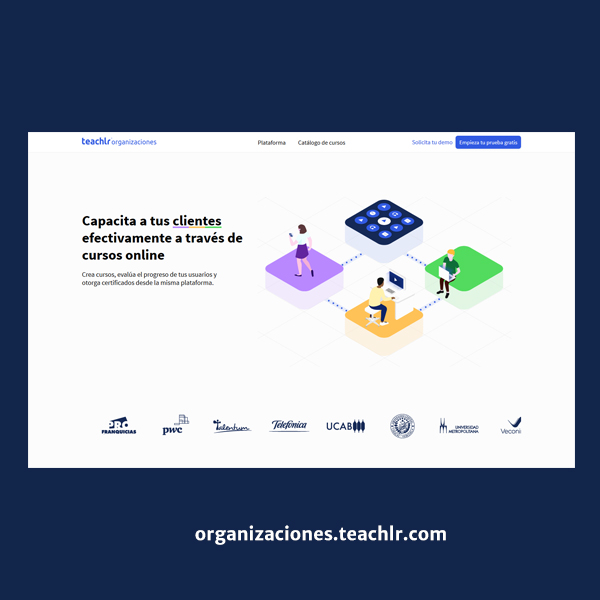 teachlr organizaciones
Plataforma
Catálogo de cursos
Solicita tu demo
Empieza tu prueba gratis
Capacita a tus clientes
efectivamente a través de
cursos online
Crea cursos, evalúa el progreso de tus usuarios y
otorga certificados desde la misma plataforma.
PRO
FRANQUICIAS
pwc
Talentum
Telefónica
UCAB
UNIVERSIDAD
METROPOLITANA
Veconi
organizaciones.teachlr.com